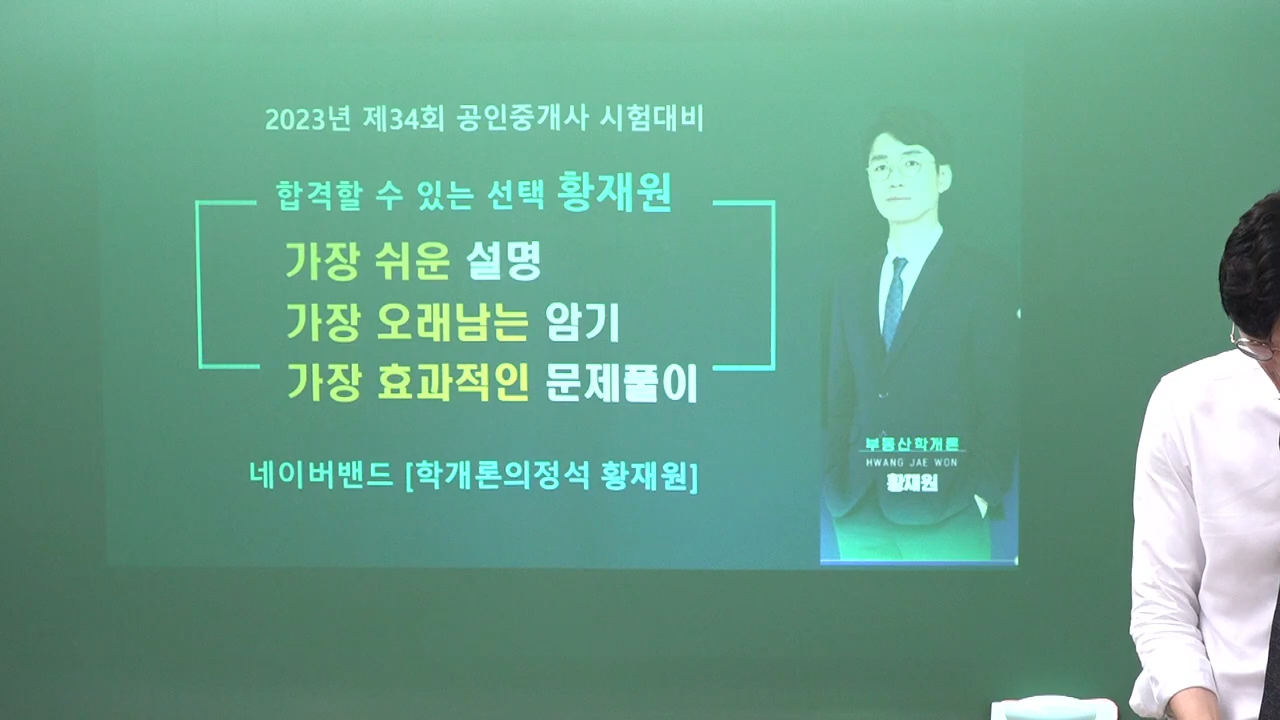 2023년 제34회 공인중개사 시험대비
합격할 수 있는 선택 황재원
가장 쉬운 설명
가장 오래남는 암기
가장 효과적인 문제풀이
네이버밴드 [학개론의정석 황재원]
부동산학개론
HWANG JAE WON
황재원